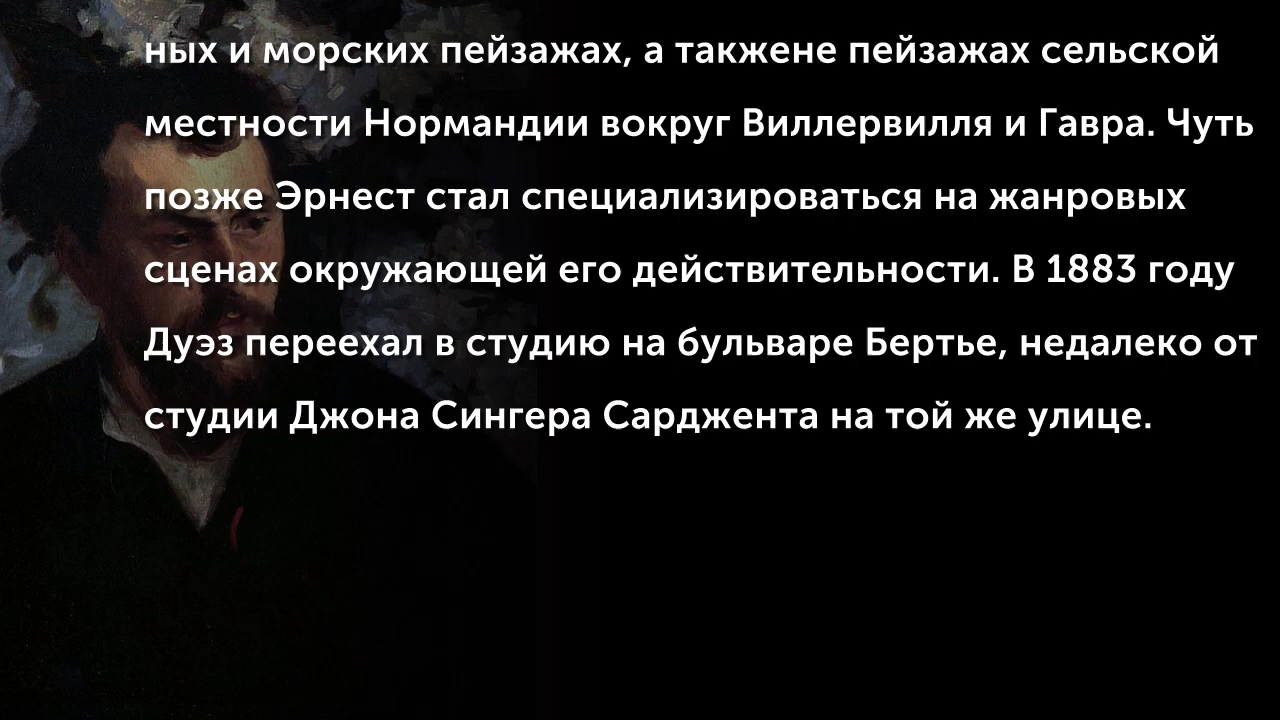 ных и морских пейзажах, а такжене пейзажах сельской
местности Нормандии вокруг Виллервилля и Гавра. Чуть
позже Эрнест стал специализироваться на жанровых
сценах окружающей его действительности. В 1883 году
Дуэз переехал в студию на бульваре Бертье, недалеко от
студии Джона Сингера Сарджента на той же улице.